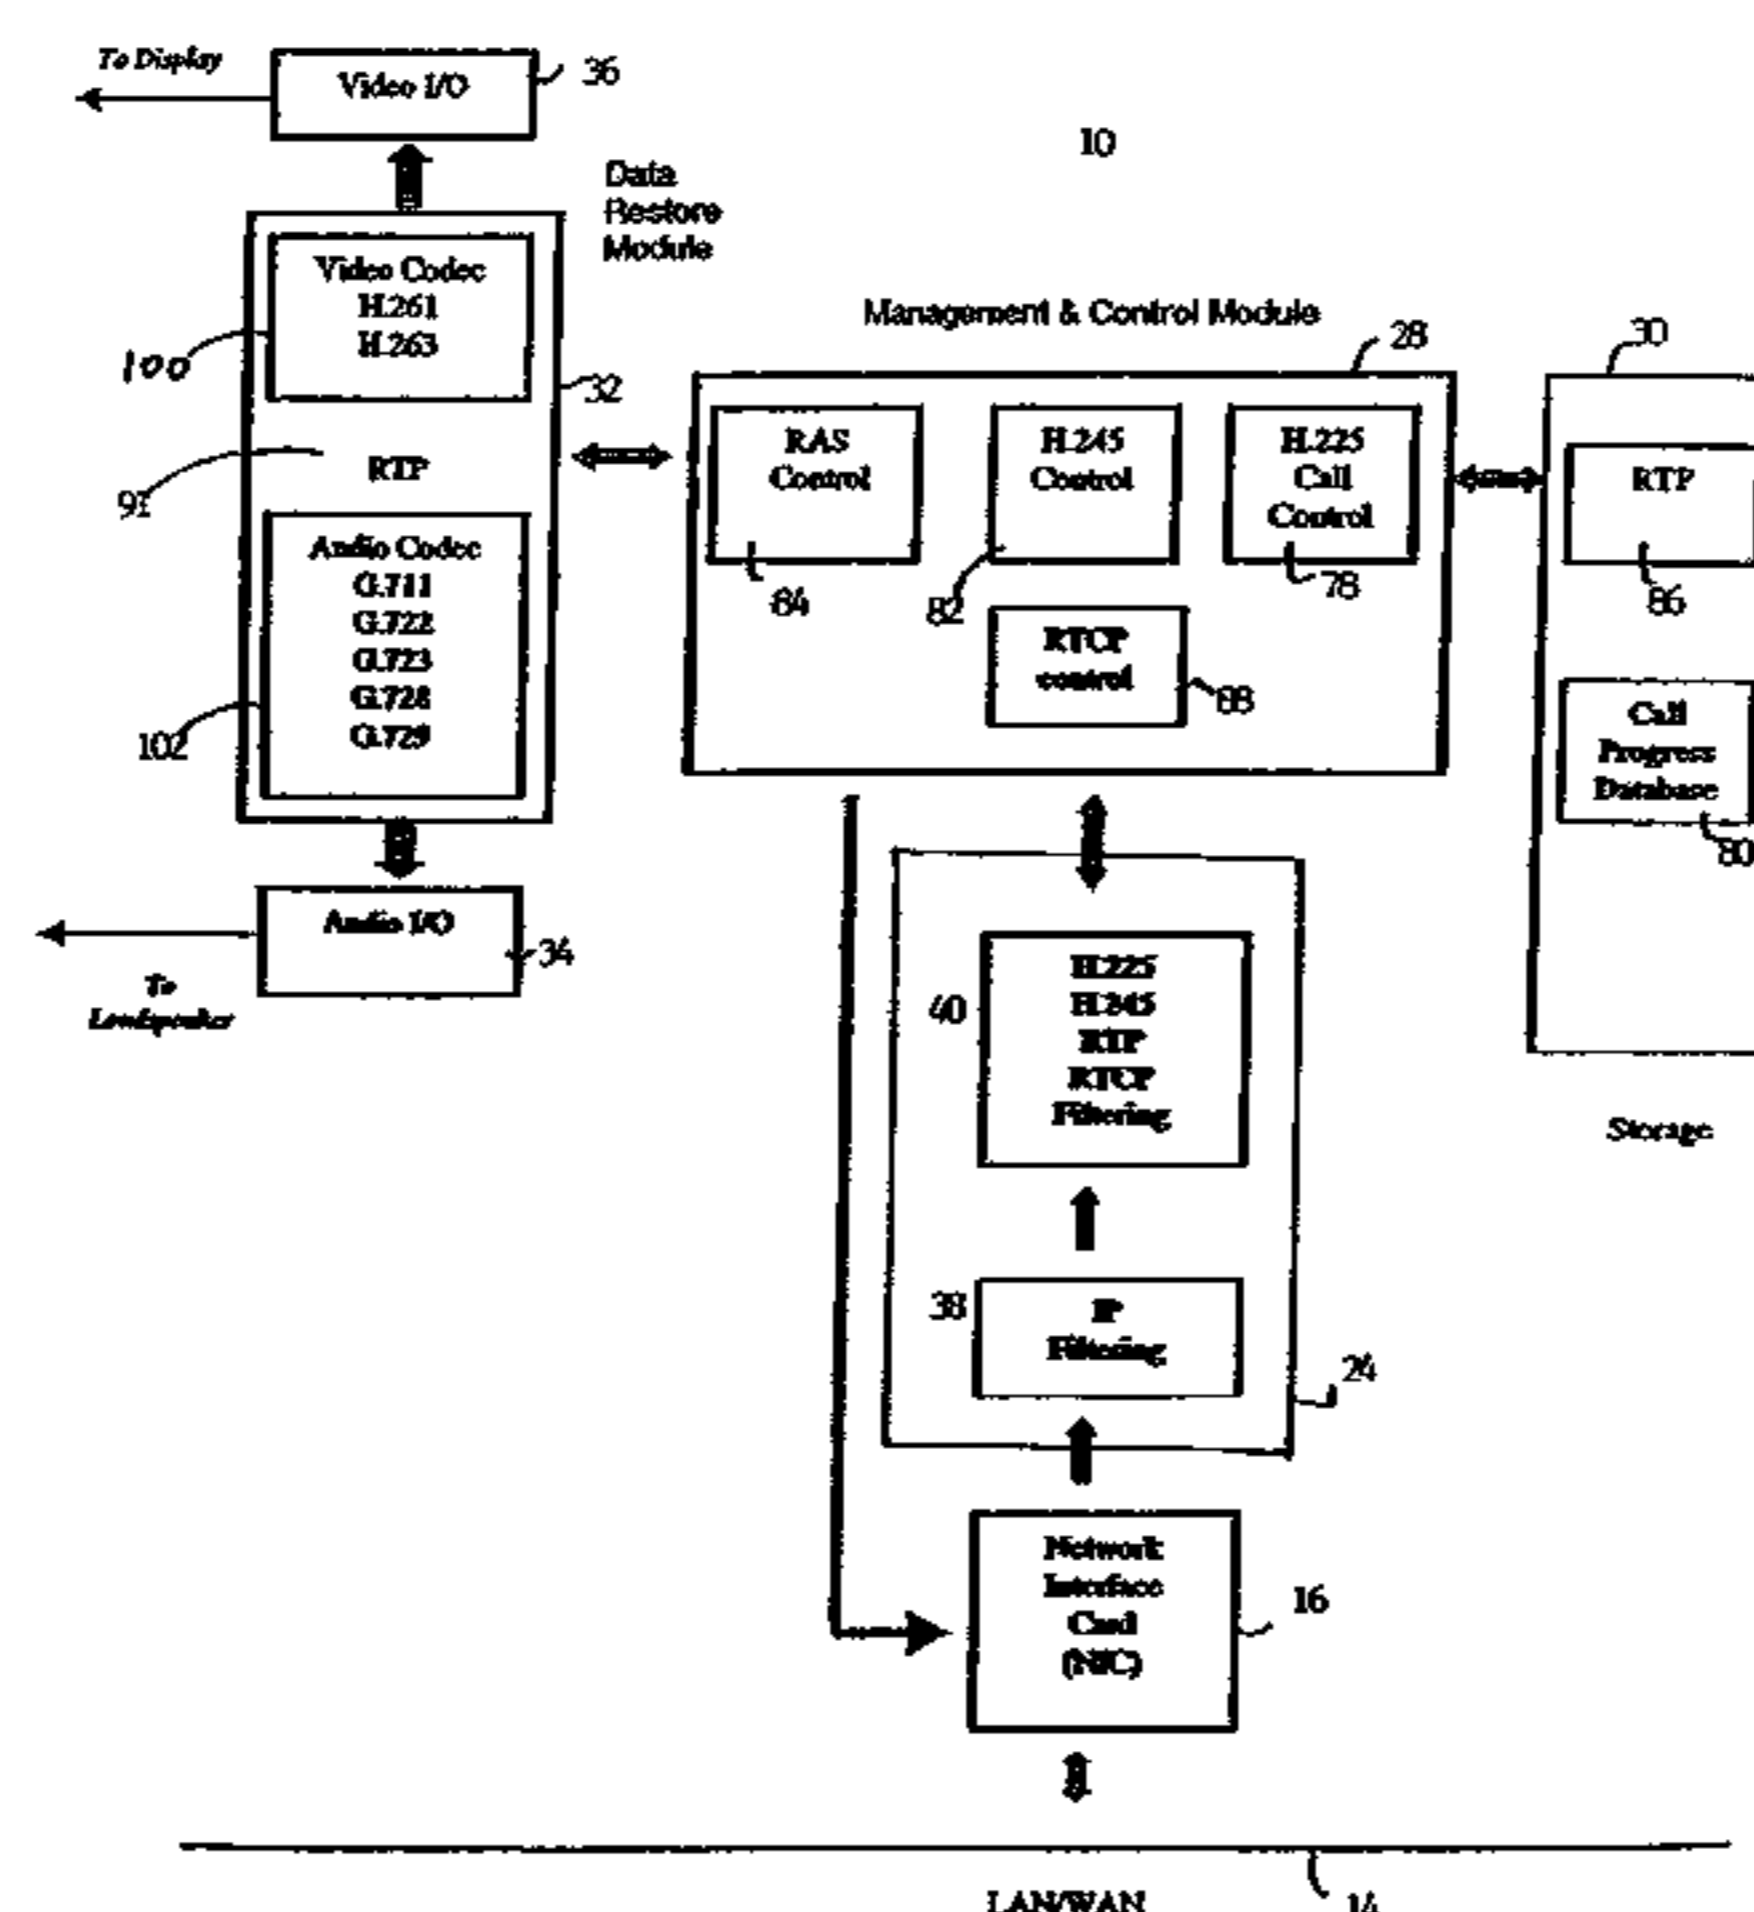 To Display
Video I/O
36
10
Data
Restore
Module
Video Codec
H.261
H.263
100
32
91
RTP
Audio Codec
G.711
G.722
G.723
G.728
G.729
102
Audio I/O
34
To
Loudspeaker
Management & Control Module
28
RAS
Control
84
H.245
Control
82
H.225
Call
Control
78
RTCP
control
88
30
RTP
86
Call
Progress
Database
80
Storage
40
H.225
H.245
RTP
RTCP
Filtering
38
IP
Filtering
24
Network
Interface
Card
(NIC)
16
LAN/WAN
14